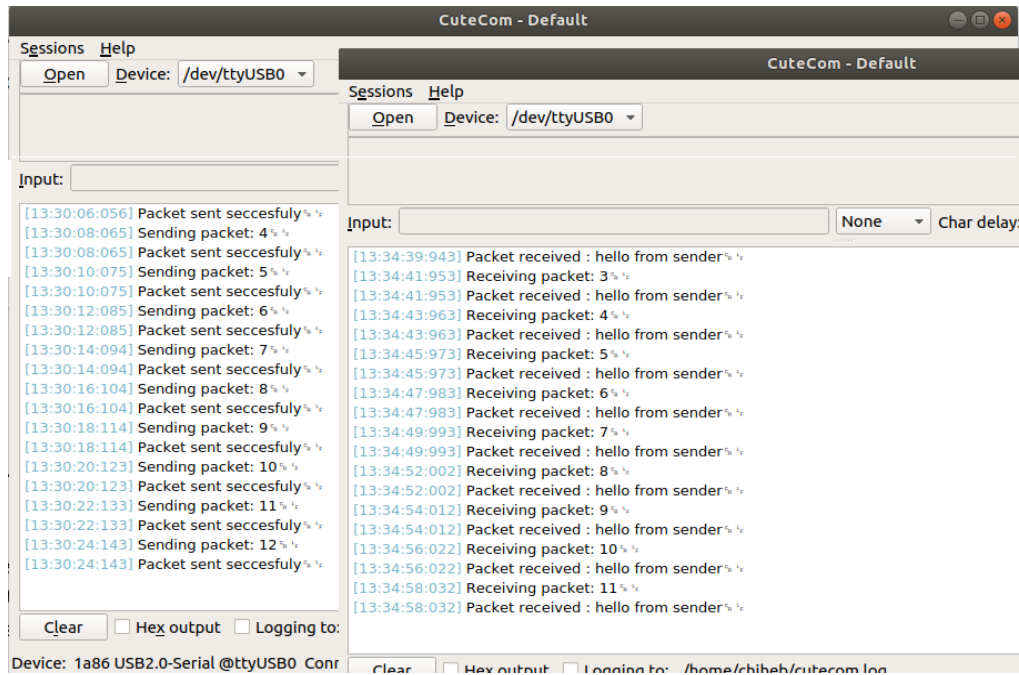 CuteCom - Default
Sessions Help
Open Device: /dev/ttyUSB0
Input:
[13:30:06:056] Packet sent seccesfuly␍␊
[13:30:08:065] Sending packet: 4␍␊
[13:30:08:065] Packet sent seccesfuly␍␊
[13:30:10:075] Sending packet: 5␍␊
[13:30:10:075] Packet sent seccesfuly␍␊
[13:30:12:085] Sending packet: 6␍␊
[13:30:12:085] Packet sent seccesfuly␍␊
[13:30:14:094] Sending packet: 7␍␊
[13:30:14:094] Packet sent seccesfuly␍␊
[13:30:16:104] Sending packet: 8␍␊
[13:30:16:104] Packet sent seccesfuly␍␊
[13:30:18:114] Sending packet: 9␍␊
[13:30:18:114] Packet sent seccesfuly␍␊
[13:30:20:123] Sending packet: 10␍␊
[13:30:20:123] Packet sent seccesfuly␍␊
[13:30:22:133] Sending packet: 11␍␊
[13:30:22:133] Packet sent seccesfuly␍␊
[13:30:24:143] Sending packet: 12␍␊
[13:30:24:143] Packet sent seccesfuly␍␊
Clear Hex output Logging to:
Device: 1a86 USB2.0-Serial @ttyUSB0 Conr
CuteCom - Default
Sessions Help
Open Device: /dev/ttyUSB0
Input: None Char delay:
[13:34:39:943] Packet received : hello from sender␍␊
[13:34:41:953] Receiving packet: 3␍␊
[13:34:41:953] Packet received : hello from sender␍␊
[13:34:43:963] Receiving packet: 4␍␊
[13:34:43:963] Packet received : hello from sender␍␊
[13:34:45:973] Receiving packet: 5␍␊
[13:34:45:973] Packet received : hello from sender␍␊
[13:34:47:983] Receiving packet: 6␍␊
[13:34:47:983] Packet received : hello from sender␍␊
[13:34:49:993] Receiving packet: 7␍␊
[13:34:49:993] Packet received : hello from sender␍␊
[13:34:52:002] Receiving packet: 8␍␊
[13:34:52:002] Packet received : hello from sender␍␊
[13:34:54:012] Receiving packet: 9␍␊
[13:34:54:012] Packet received : hello from sender␍␊
[13:34:56:022] Receiving packet: 10␍␊
[13:34:56:022] Packet received : hello from sender␍␊
[13:34:58:032] Receiving packet: 11␍␊
[13:34:58:032] Packet received : hello from sender␍␊
Clear Hex output Logging to: /home/chiheb/cutecom.log